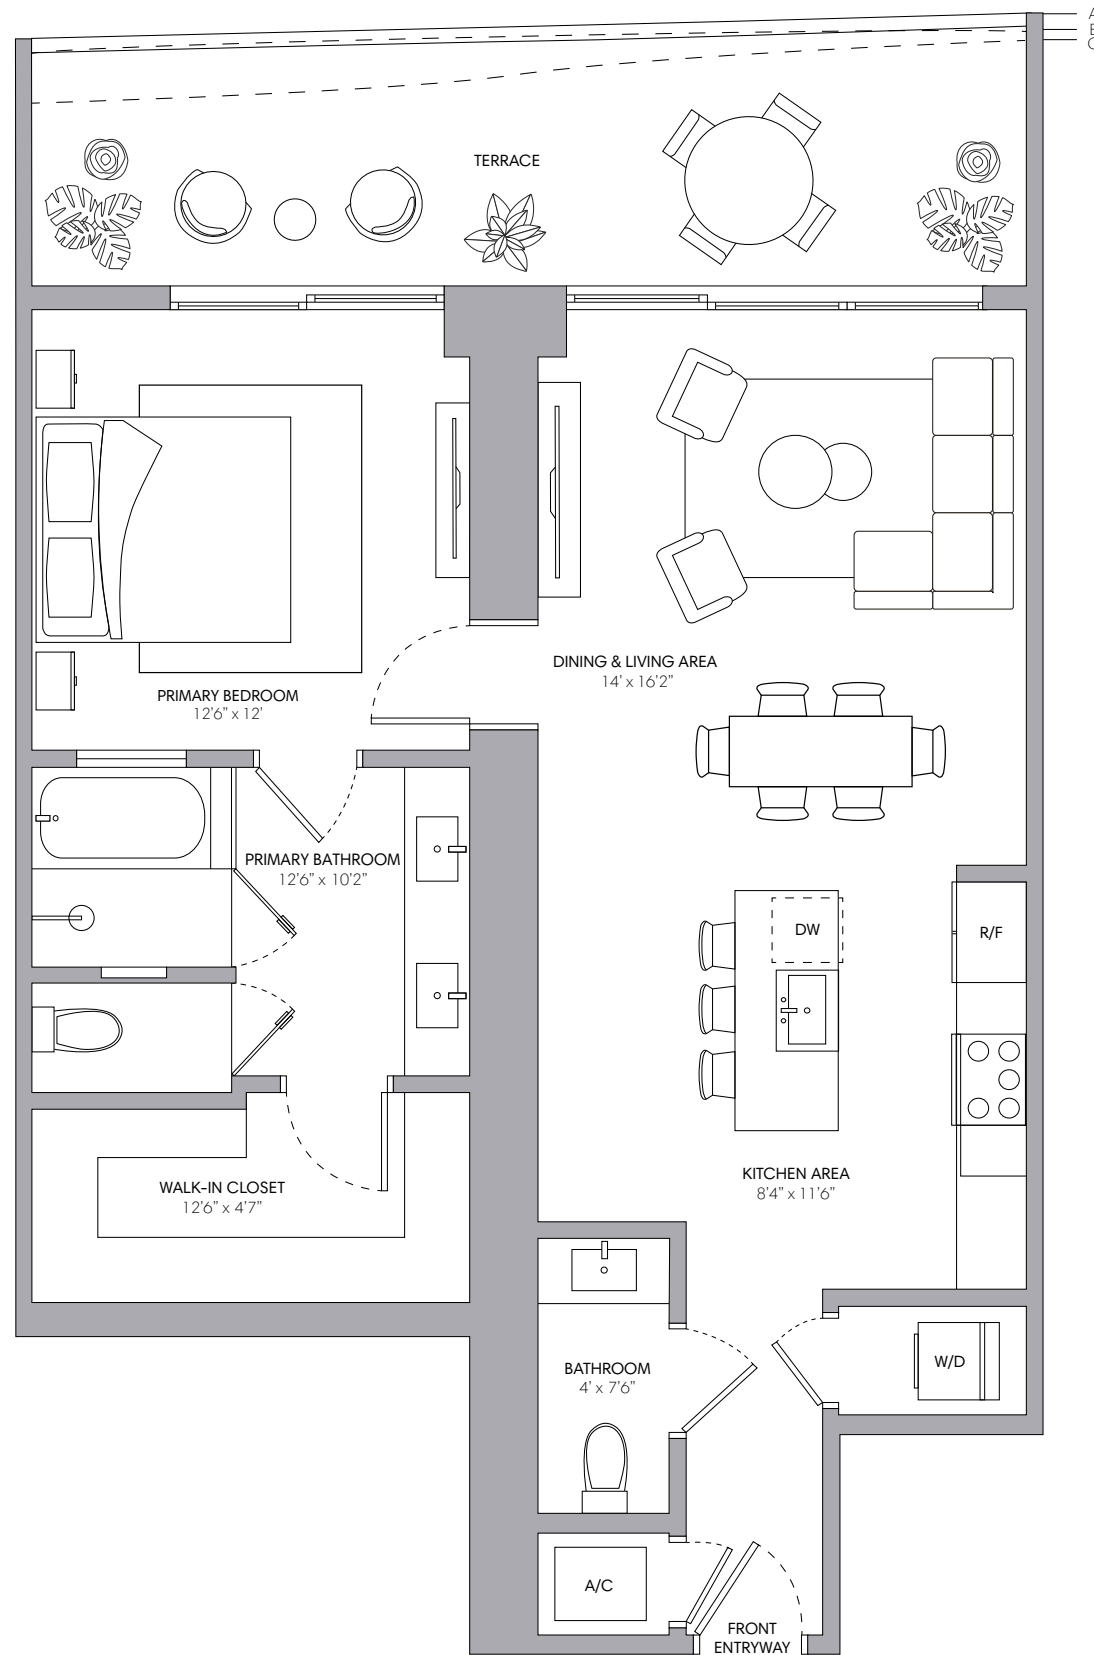 A
TERRACE
DINING & LIVING AREA
14' x 16'2"
PRIMARY BEDROOM
12'6" x 12'
PRIMARY BATHROOM
12'6" x 10'2"
DW
R/F
KITCHEN AREA
8'4" x 11'6"
WALK-IN CLOSET
12'6" x 4'7"
BATHROOM
4' x 7'6"
W/D
A/C
FRONT
ENTRYWAY